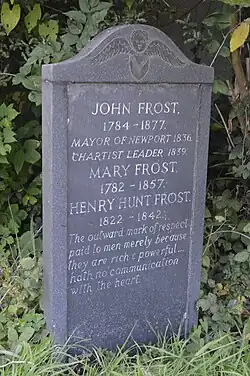 JOHN FROST.
1784 - 1877.
MAYOR OF NEWPORT 1836.
CHARTIST LEADER 1839.
MARY FROST.
1782 - 1857.
HENRY HUNT FROST.
1822 - 1842.
The outward mark of respect
paid to men merely because
they are rich & powerful...
hath no communication
with the heart.